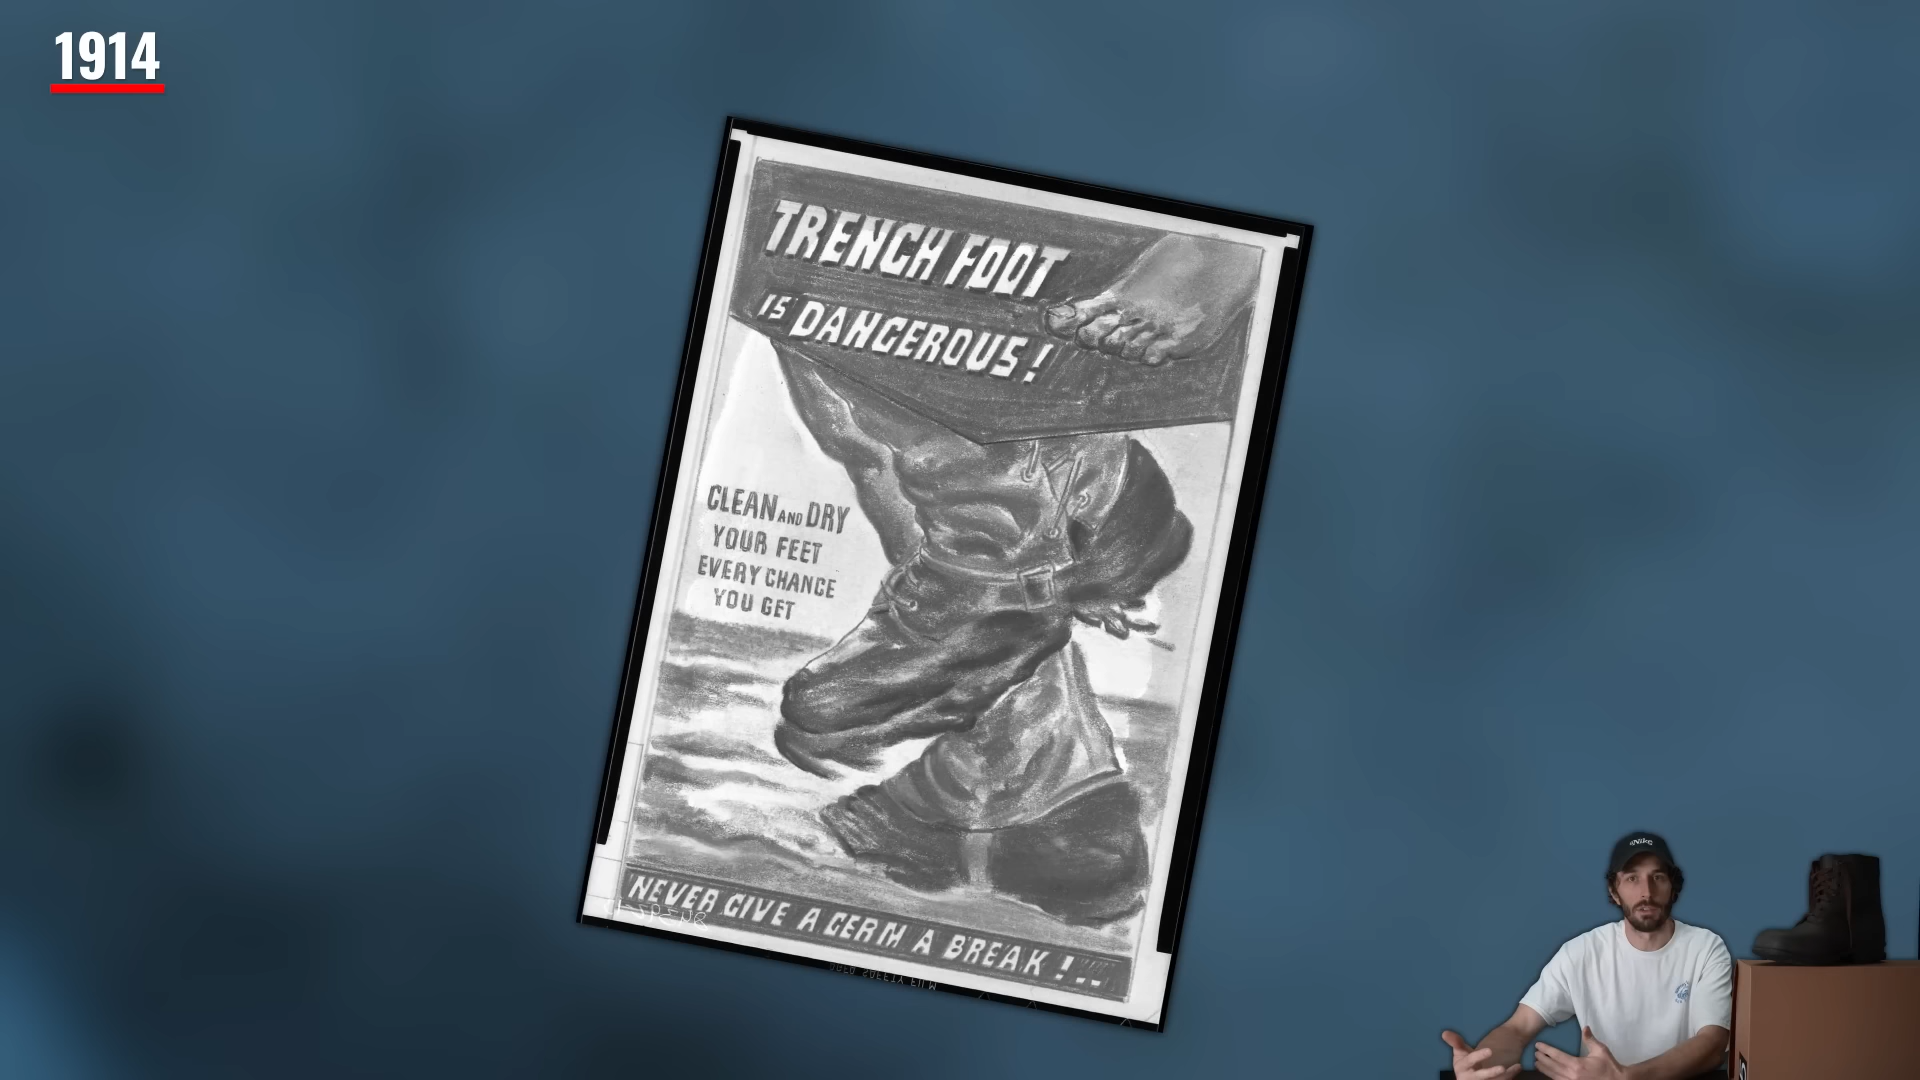 1914
TRENCH FOOT
IS DANGEROUS!
CLEAN AND DRY
YOUR FEET
EVERY CHANCE
YOU GET
NEVER GIVE A GERM A BREAK!